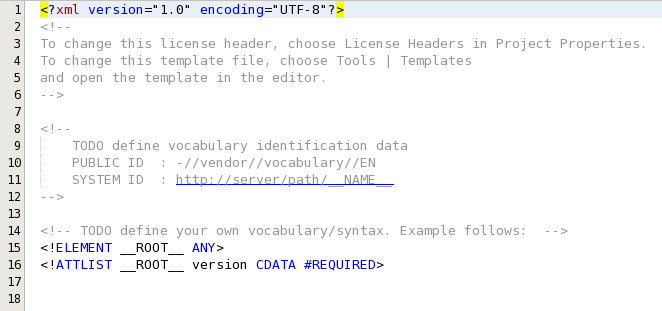 1 <?xml version="1.0" encoding="UTF-8"?>
2 <!--
3 To change this license header, choose License Headers in Project Properties.
4 To change this template file, choose Tools | Templates
5 and open the template in the editor.
6 -->
7
8 <!--
9     TODO define vocabulary identification data
10     PUBLIC ID  : -//vendor//vocabulary//EN
11     SYSTEM ID  : http://server/path/__NAME__
12 -->
13
14 <!-- TODO define your own vocabulary/syntax. Example follows:  -->
15 <!ELEMENT __ROOT__ ANY>
16 <!ATTLIST __ROOT__ version CDATA #REQUIRED>
17
18